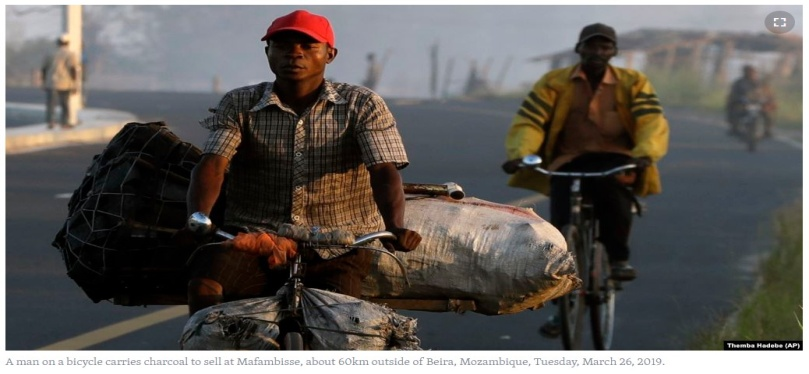 Themba Hadebe (AP)
A man on a bicycle carries charcoal to sell at Mafambisse, about 60km outside of Beira, Mozambique, Tuesday, March 26, 2019.